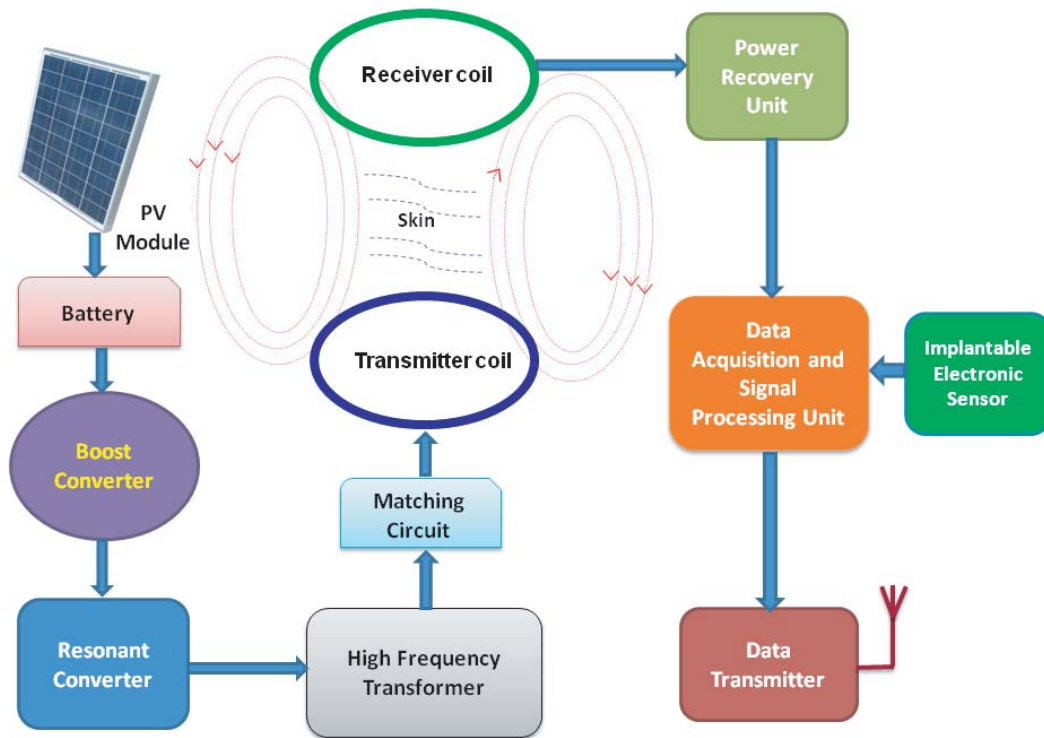 PV
Module
Battery
Boost
Converter
Resonant
Converter
High Frequency
Transformer
Matching
Circuit
Transmitter coil
Skin
Receiver coil
Power
Recovery
Unit
Data
Acquisition and
Signal
Processing Unit
Implantable
Electronic
Sensor
Data
Transmitter